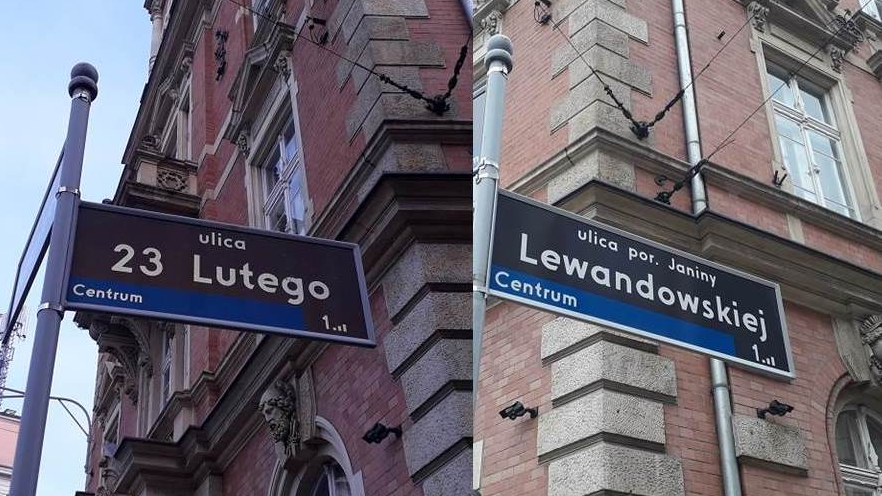 ulica
23 Lutego
Centrum
1
ulica por. Janiny
Lewandowskiej
Centrum
1